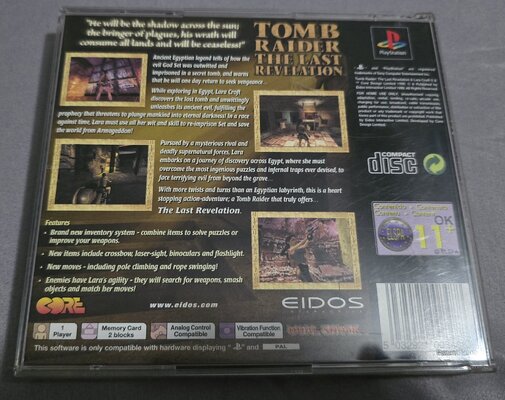 "He will be the shadow across the sun;
the bringer of plagues, his wrath will
consume all lands and will be ceaseless!"
TOMB
RAIDER
THE LAST
REVELATION
PlayStation
Ancient Egyptian legend tells of how the
evil God Set was outwitted and
imprisoned in a secret tomb, and warns
that he will one day return to seek vengeance...
While exploring in Egypt, Lara Croft
discovers the lost tomb and unwittingly
unleashes its ancient evil, fulfilling the
prophecy that threatens to plunge mankind into eternal darkness! In a race
against time, Lara must use all her wit and skill to re-imprison Set and save
the world from Armageddon!
Pursued by a mysterious rival and
deadly supernatural forces, Lara
embarks on a journey of discovery across Egypt, where she must
overcome the most ingenious puzzles and infernal traps ever devised, to
face terrifying evil from beyond the grave...
With more twists and turns than an Egyptian labyrinth, this is a heart
stopping action-adventure; a Tomb Raider that truly offers...
The Last Revelation.
COMPACT
disc
Features
- Brand new inventory system - combine items to solve puzzles or
improve your weapons.
- New items include crossbow, laser-sight, binoculars and flashlight.
- New moves - including pole climbing and rope swinging!
- Enemies have Lara's agility - they will search for weapons, smash
objects and match her moves!
ELSPA
OK
11+
CORE
www.eidos.com
EIDOS
1
Player
Memory Card
2 blocks
Analog Control
Compatible
Vibration Function
Compatible
This software is only compatible with hardware displaying " " and PAL